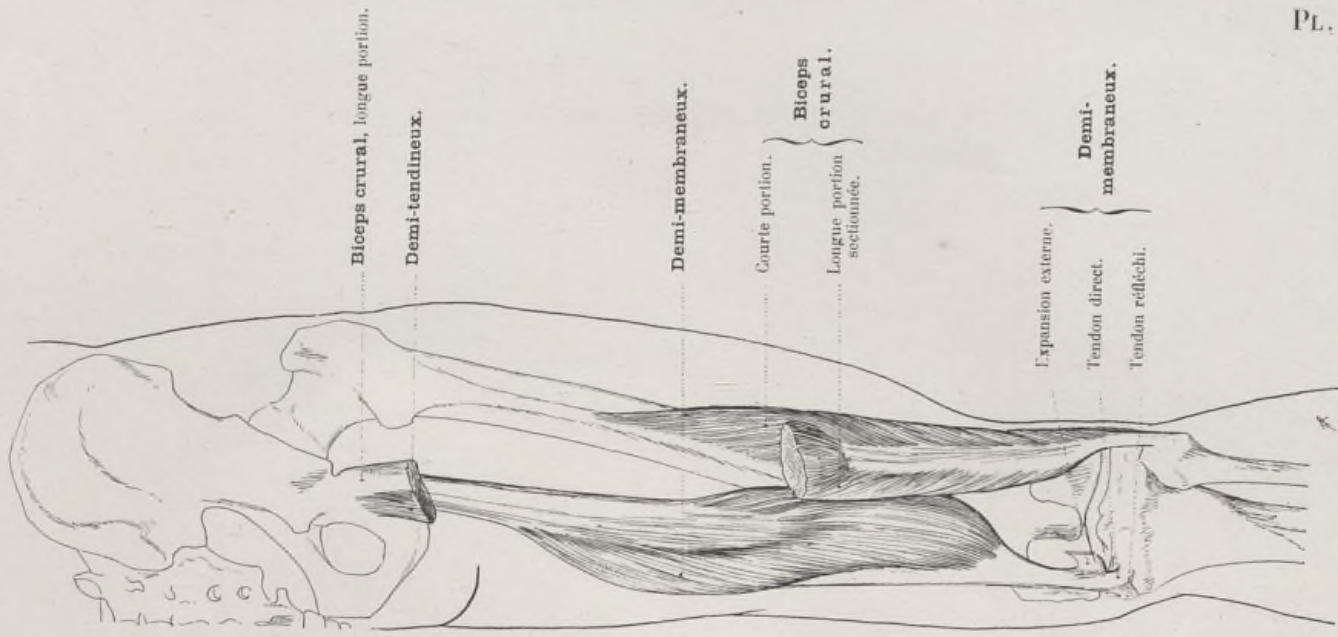 PL.
Biceps crural, longue portion.
Demi-tendineux.
Demi-membraneux.
Courte portion.
Longue portion
sectionnée.
Biceps
crural.
Expansion externe.
Tendon direct.
Tendon réfléchi.
Demi-
membraneux.